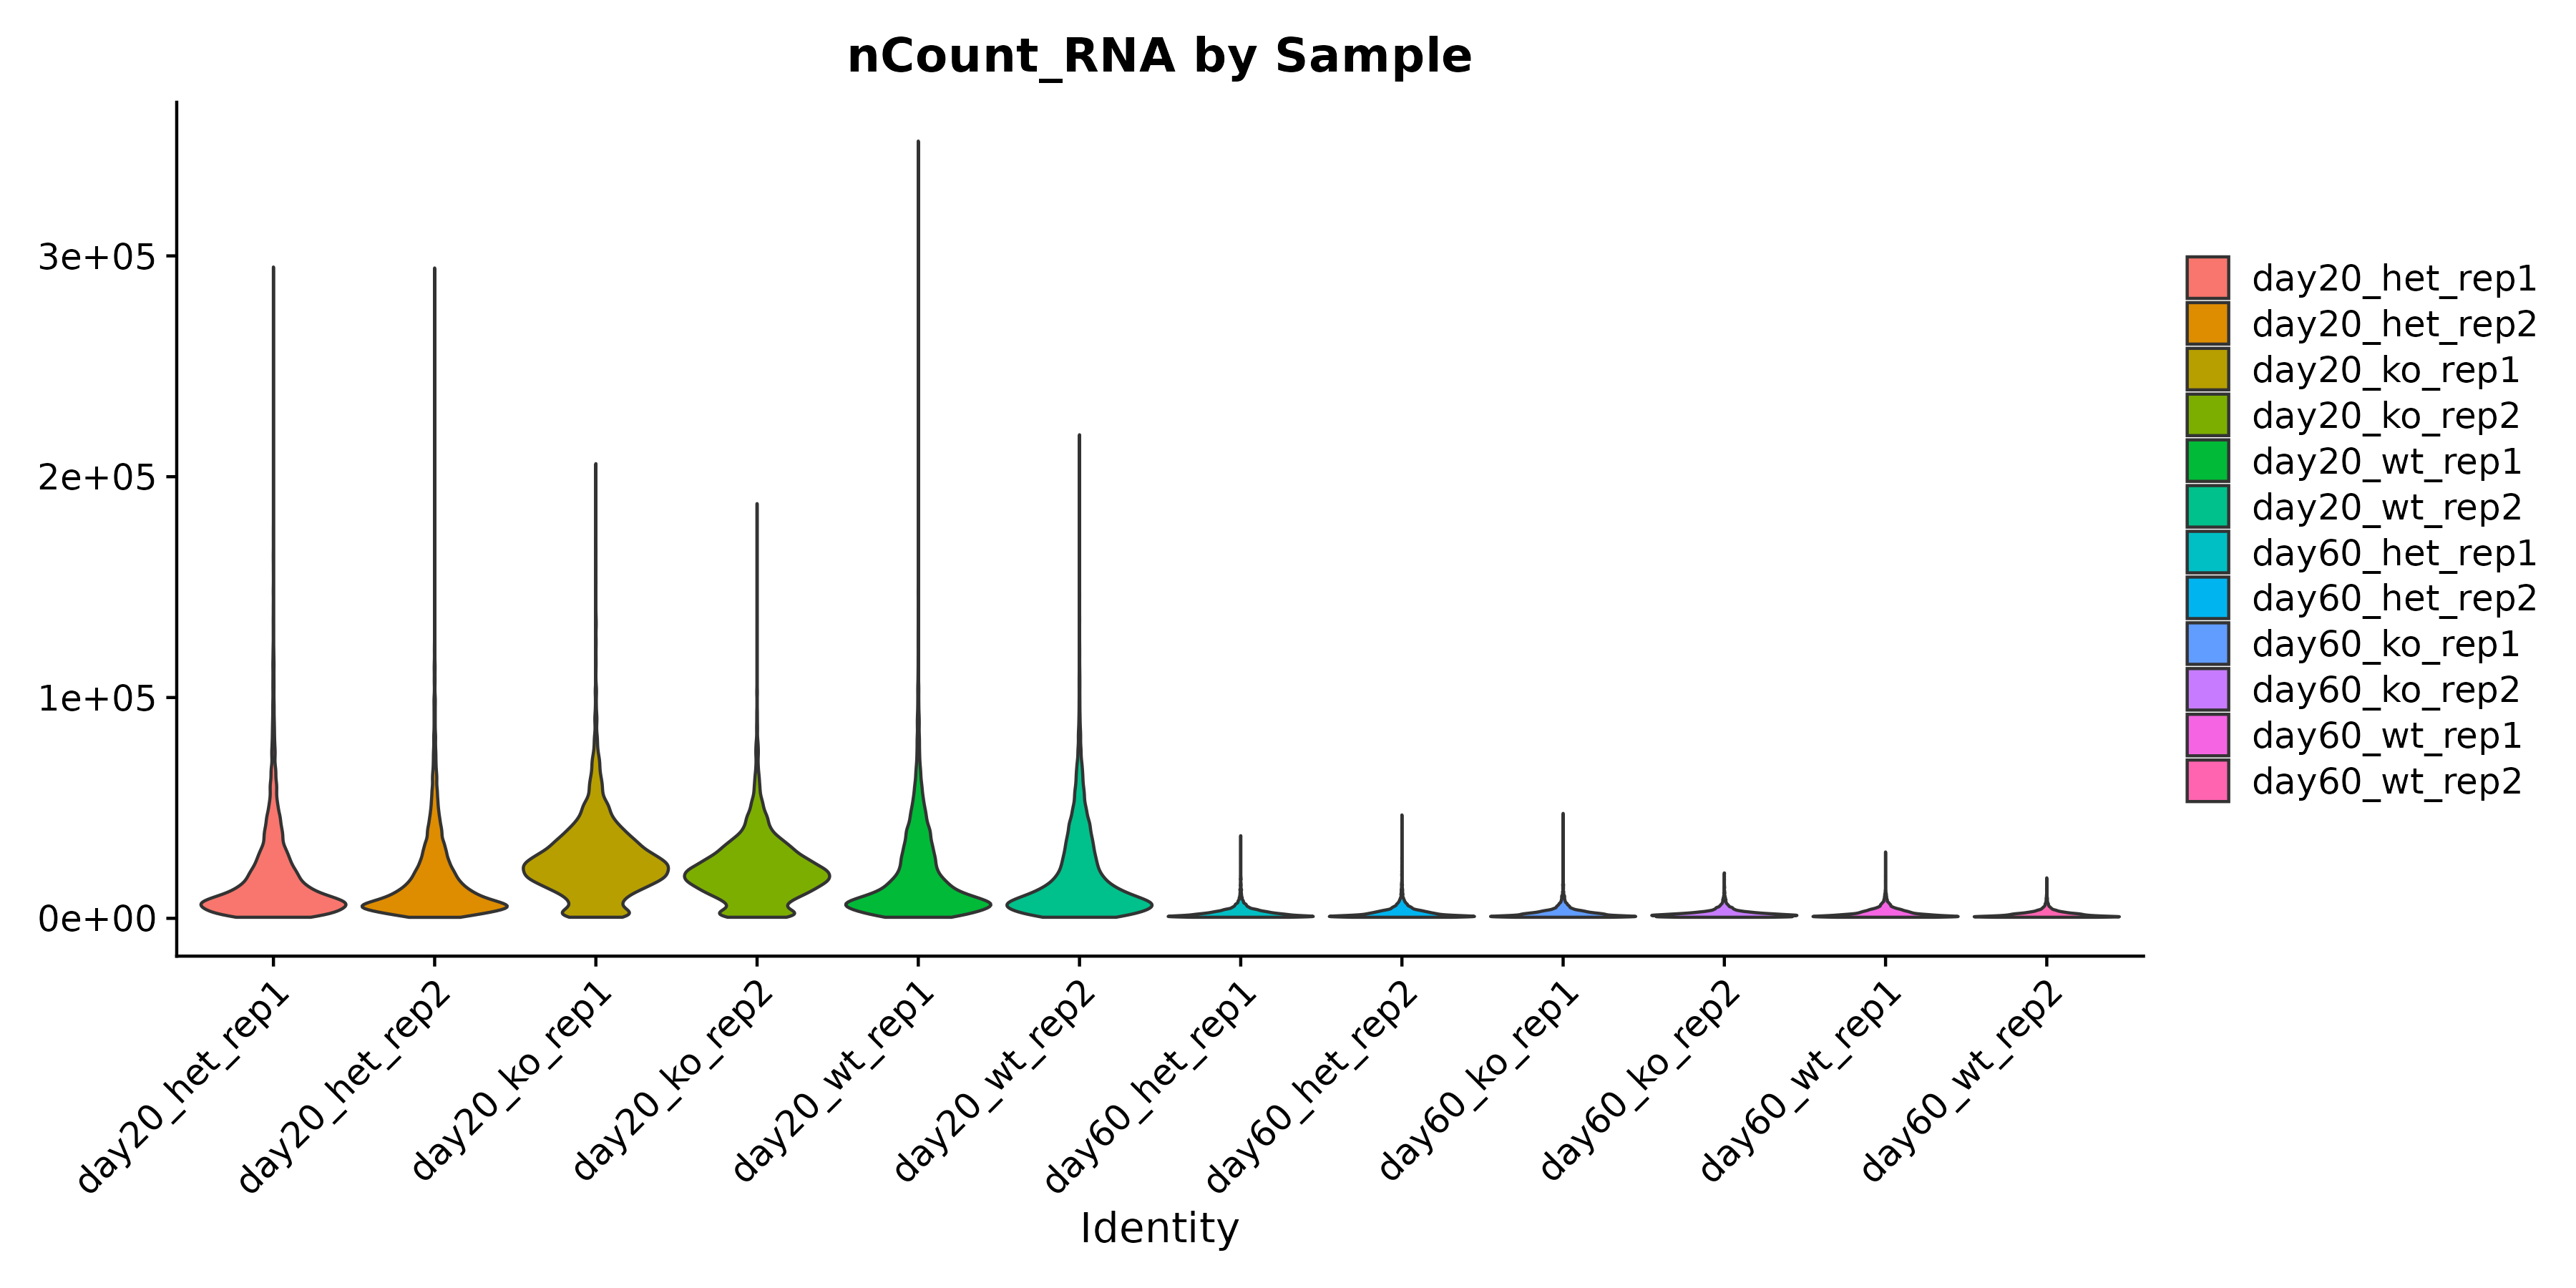 nCount_RNA by Sample
3e+05
2e+05
1e+05
0e+00
day20_het_rep1
day20_het_rep2
day20_ko_rep1
day20_ko_rep2
day20_wt_rep1
day20_wt_rep2
day60_het_rep1
day60_het_rep2
day60_ko_rep1
day60_ko_rep2
day60_wt_rep1
day60_wt_rep2
Identity
day20_het_rep1
day20_het_rep2
day20_ko_rep1
day20_ko_rep2
day20_wt_rep1
day20_wt_rep2
day60_het_rep1
day60_het_rep2
day60_ko_rep1
day60_ko_rep2
day60_wt_rep1
day60_wt_rep2